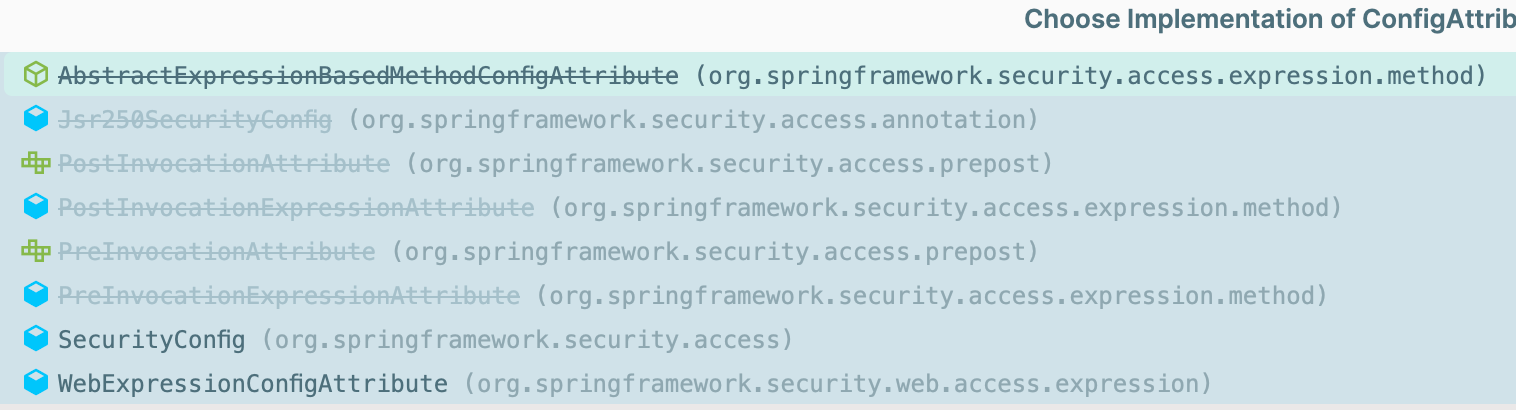 Choose Implementation of ConfigAttrib
AbstractExpressionBasedMethodConfigAttribute (org.springframework.security.access.expression.method)
Jsr250SecurityConfig (org.springframework.security.access.annotation)
PostInvocationAttribute (org.springframework.security.access.prepost)
PostInvocationExpressionAttribute (org.springframework.security.access.expression.method)
PreInvocationAttribute (org.springframework.security.access.prepost)
PreInvocationExpressionAttribute (org.springframework.security.access.expression.method)
SecurityConfig (org.springframework.security.access)
WebExpressionConfigAttribute (org.springframework.security.web.access.expression)